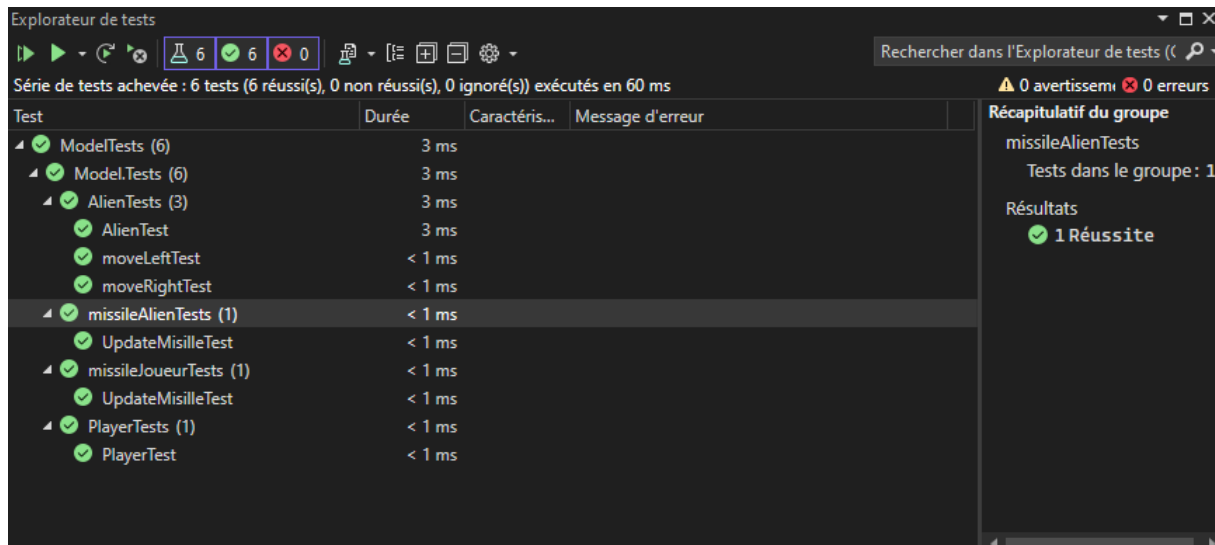 Explorateur de tests
6 6 0
Rechercher dans l'Explorateur de tests ((
Série de tests achevée : 6 tests (6 réussi(s), 0 non réussi(s), 0 ignoré(s)) exécutés en 60 ms
0 avertissem 0 erreurs
Test Durée Caractéris... Message d'erreur
ModelTests (6) 3 ms
Model.Tests (6) 3 ms
AlienTests (3) 3 ms
AlienTest 3 ms
moveLeftTest < 1 ms
moveRightTest < 1 ms
missileAlienTests (1) < 1 ms
UpdateMisilleTest < 1 ms
missileJoueurTests (1) < 1 ms
UpdateMisilleTest < 1 ms
PlayerTests (1) < 1 ms
PlayerTest < 1 ms
Récapitulatif du groupe
missileAlienTests
Tests dans le groupe: 1
Résultats
1 Réussite